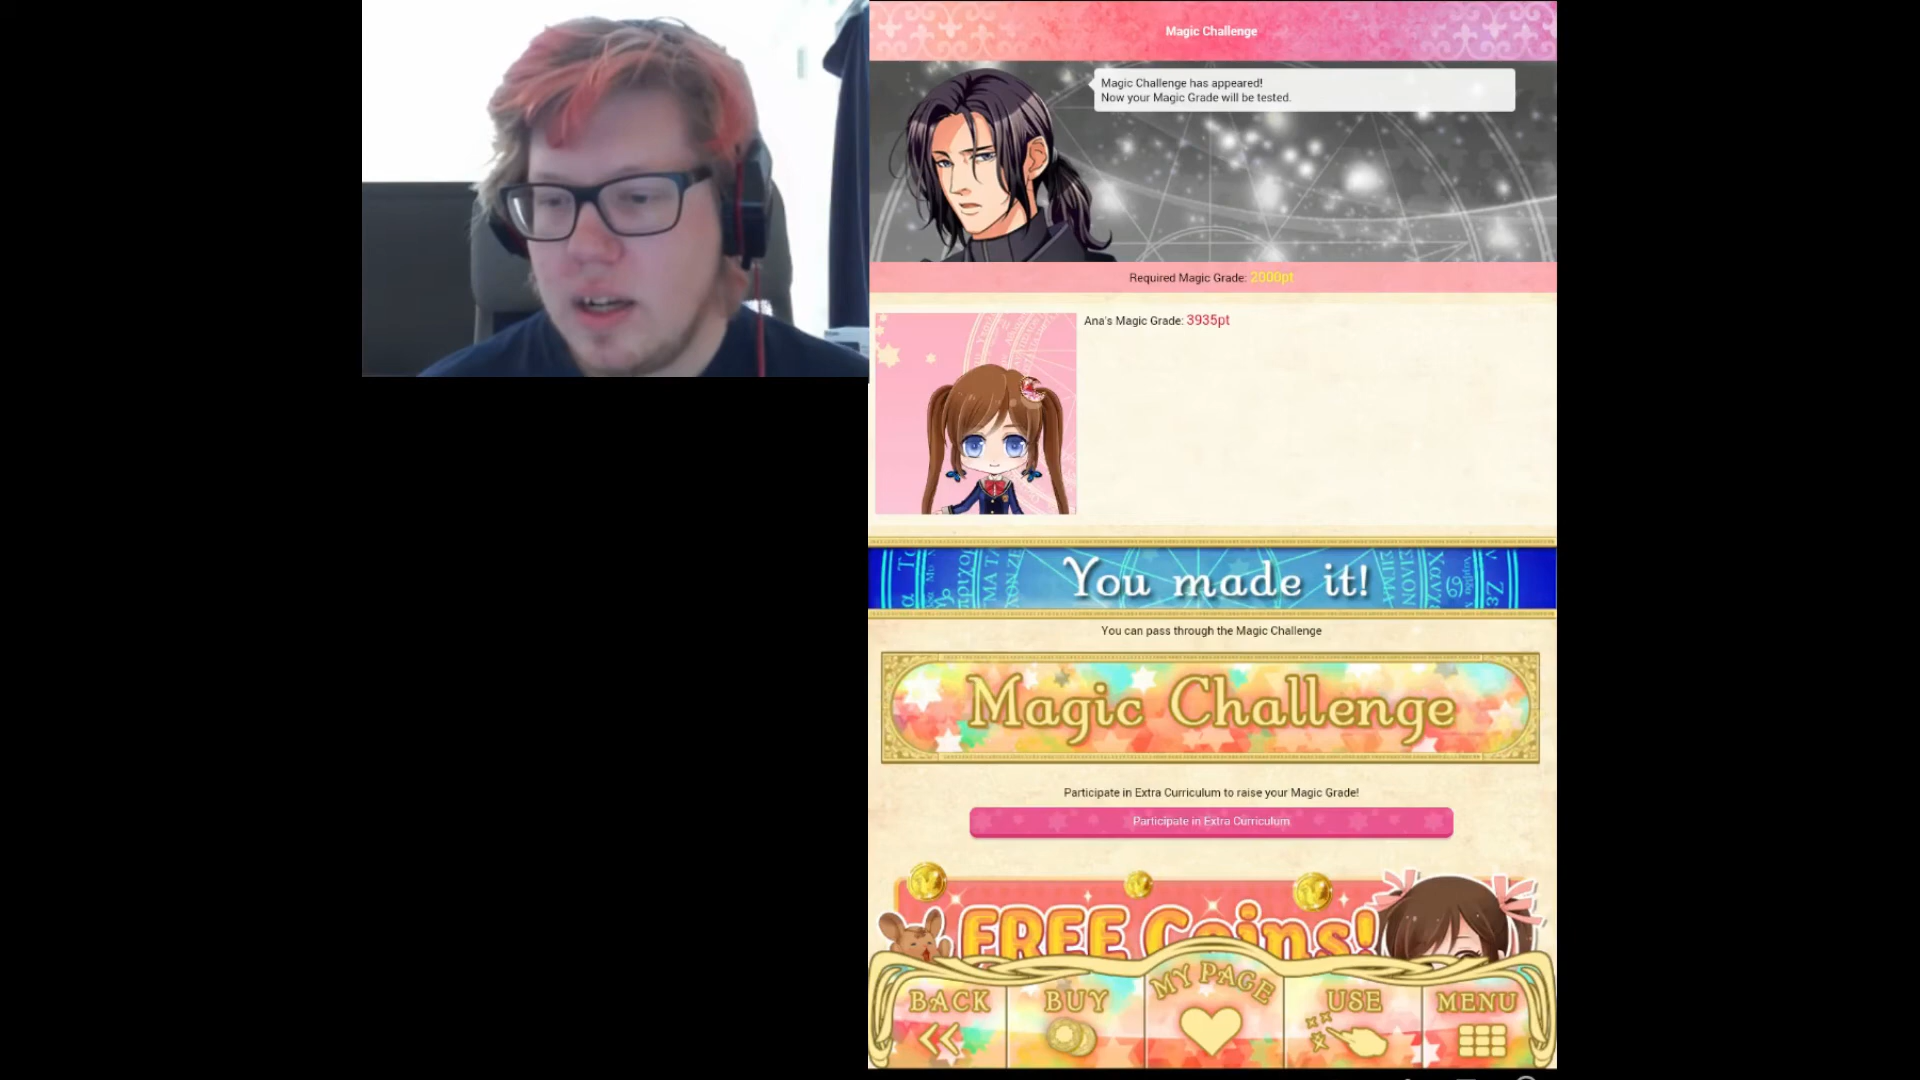 Magic Challenge
Magic Challenge has appeared!
Now your Magic Grade will be tested.
Required Magic Grade: 2000pt
Ana's Magic Grade: 3935pt
You made it!
You can pass through the Magic Challenge
Magic Challenge
Participate in Extra Curriculum to raise your Magic Grade!
Participate in Extra Curriculum
FREE Coins!
BACK
BUY
MY PAGE
USE
MENU